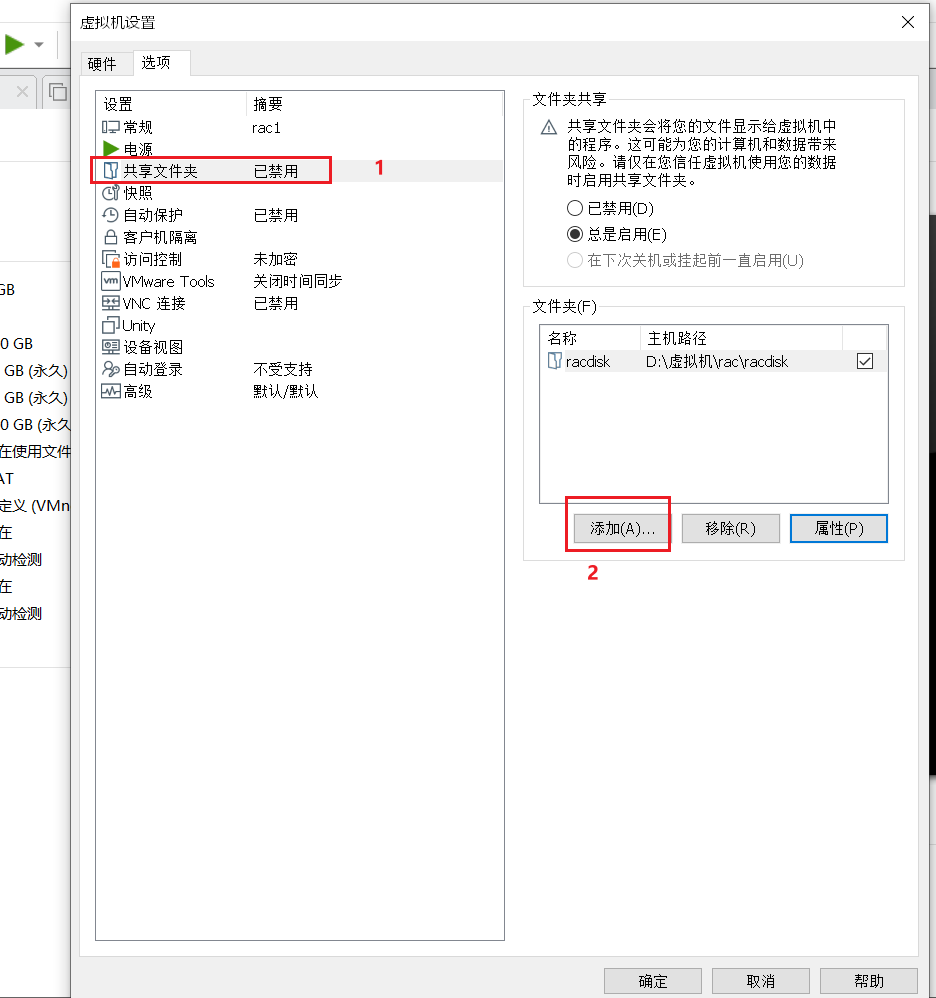 虚拟机设置
硬件 选项
设置 摘要
常规 rac1
电源
共享文件夹 已禁用
1
快照
自动保护 已禁用
客户机隔离
访问控制 未加密
VMware Tools 关闭时间同步
VNC 连接 已禁用
Unity
设备视图
自动登录 不受支持
高级 默认/默认
文件夹共享
共享文件夹会将您的文件显示给虚拟机中
的程序。这可能为您的计算机和数据带来
风险。请仅在您信任虚拟机使用您的数据
时启用共享文件夹。
已禁用(D)
总是启用(E)
在下次关机或挂起前一直启用(U)
文件夹(F)
名称 主机路径
racdisk D:\虚拟机\rac\racdisk
添加(A)... 移除(R) 属性(P)
2
确定 取消 帮助
GB
0 GB
GB (永久)
GB (永久)
0 GB (永久
在使用文件
AT
定义 (VMn
在
动检测
在
动检测